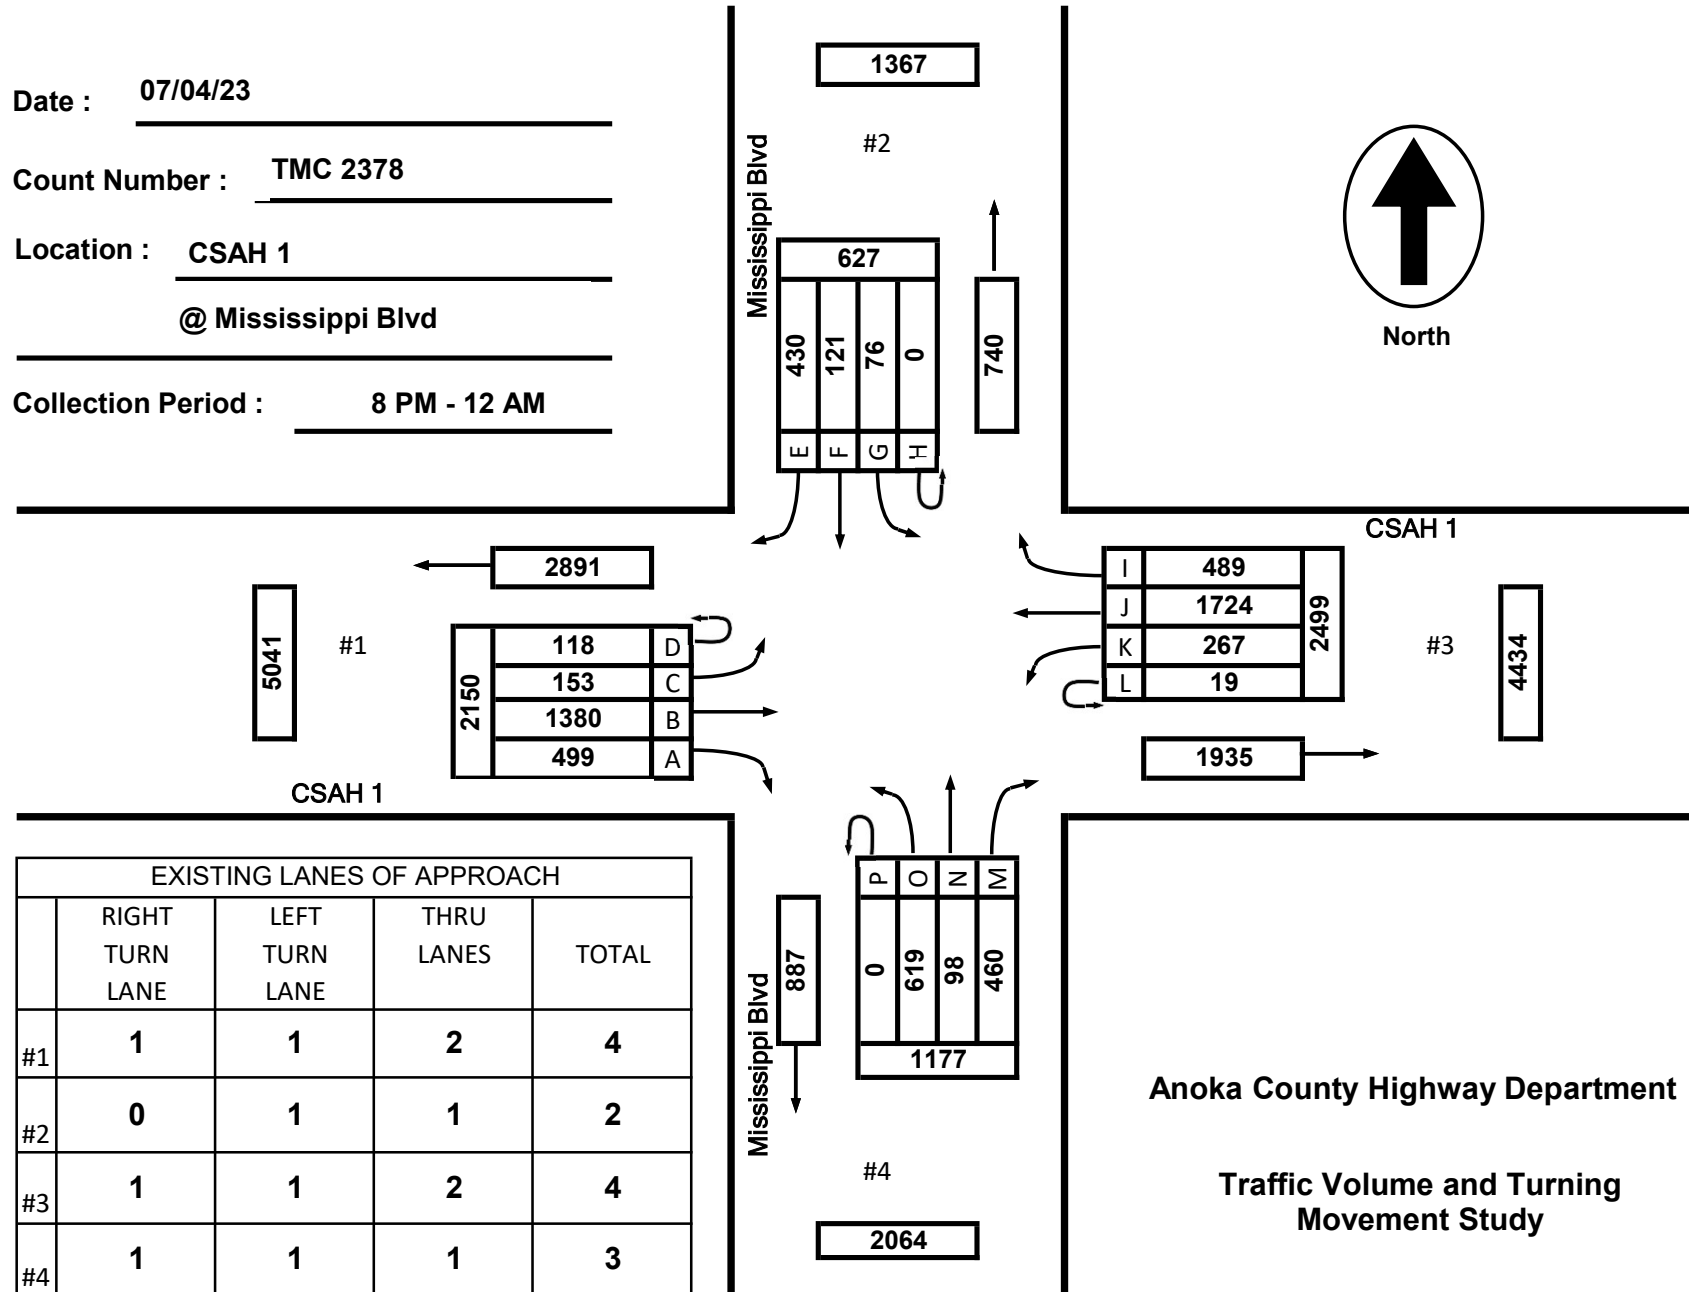 Date : 07/04/23
Count Number : TMC 2378
Location : CSAH 1
@ Mississippi Blvd
Collection Period : 8 PM - 12 AM
1367
#2
Mississippi Blvd
627
430 121 76 0
E F G H
740
North
CSAH 1
2891
5041
#1
2150
118 D
153 C
1380 B
499 A
CSAH 1
I 489
J 1724
K 267
L 19
2499
#3
4434
1935
P O N M
0 619 98 460
1177
887
Mississippi Blvd
#4
2064
EXISTING LANES OF APPROACH
RIGHT TURN LANE
LEFT TURN LANE
THRU LANES
TOTAL
#1 1 1 2 4
#2 0 1 1 2
#3 1 1 2 4
#4 1 1 1 3
Anoka County Highway Department
Traffic Volume and Turning
Movement Study